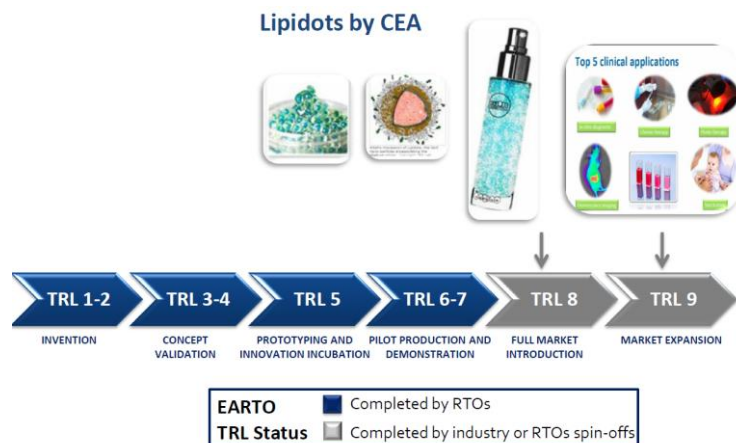 Lipidots by CEA
Top 5 clinical applications
TRL 1-2
TRL 3-4
TRL 5
TRL 6-7
TRL 8
TRL 9
INVENTION
CONCEPT
VALIDATION
PROTOTYPING AND
INNOVATION INCUBATION
PILOT PRODUCTION AND
DEMONSTRATION
FULL MARKET
INTRODUCTION
MARKET EXPANSION
EARTO
TRL Status
Completed by RTOs
Completed by industry or RTOs spin-offs